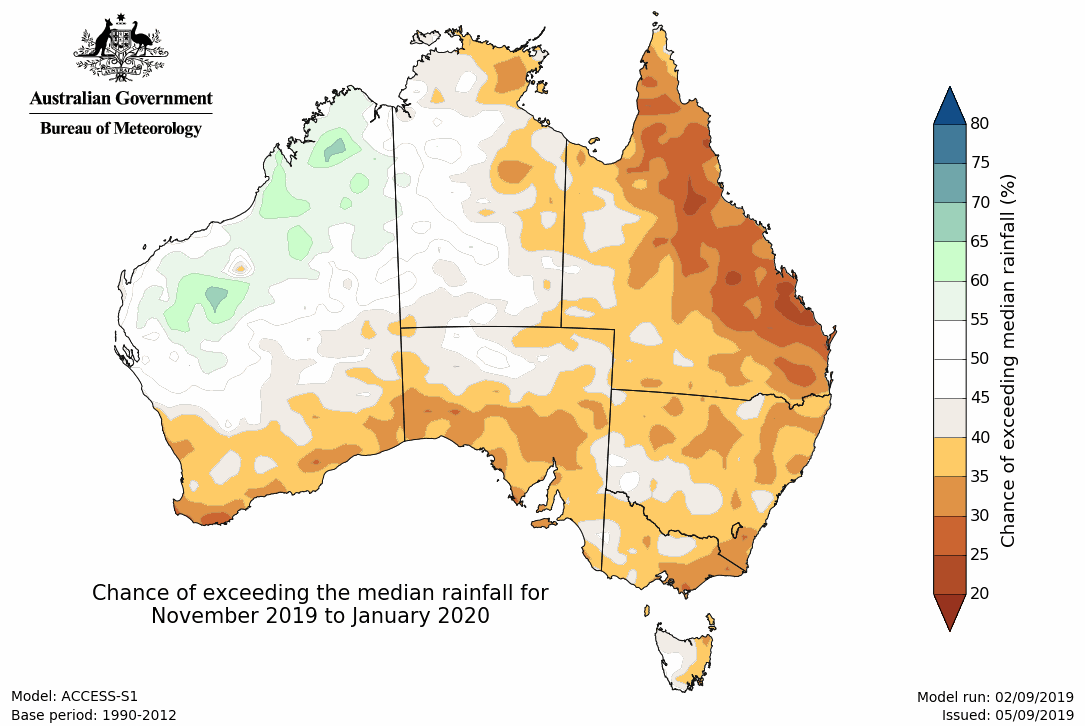 AUSTRALIA
Australian Government
Bureau of Meteorology
80
75
70
65
60
55
50
45
40
35
30
25
20
Chance of exceeding median rainfall (%)
Chance of exceeding the median rainfall for
November 2019 to January 2020
Model: ACCESS-S1
Base period: 1990-2012
Model run: 02/09/2019
Issued: 05/09/2019